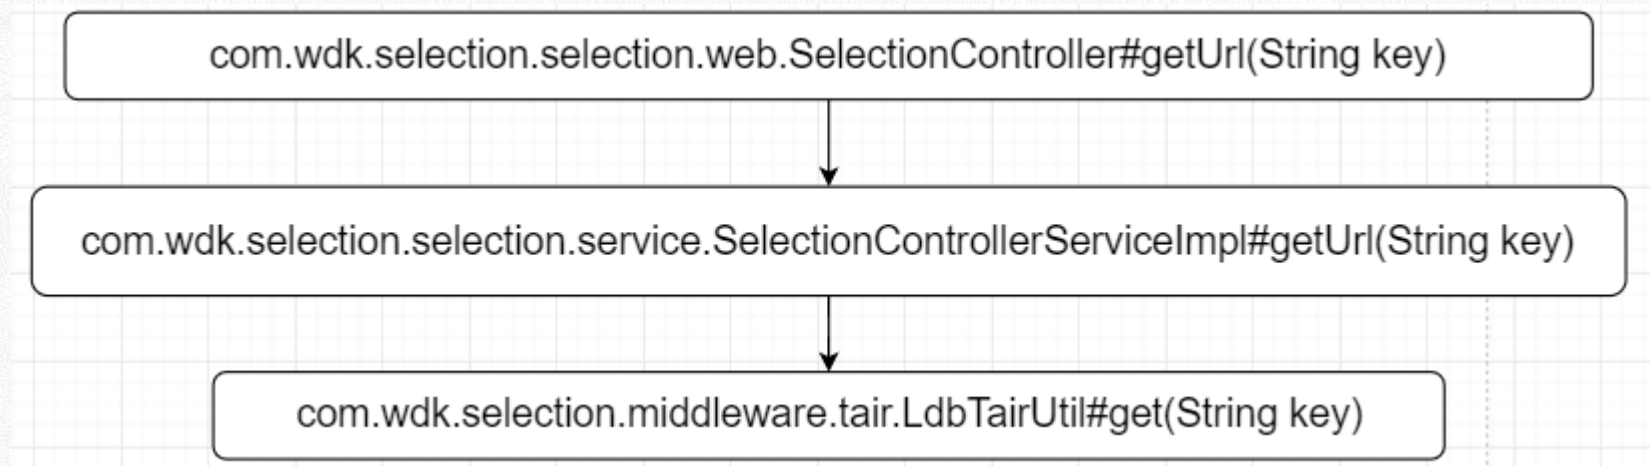 com.wdk.selection.selection.web.SelectionController#getUrl(String key)
com.wdk.selection.selection.service.SelectionControllerServiceImpl#getUrl(String key)
com.wdk.selection.middleware.tair.LdbTairUtil#get(String key)